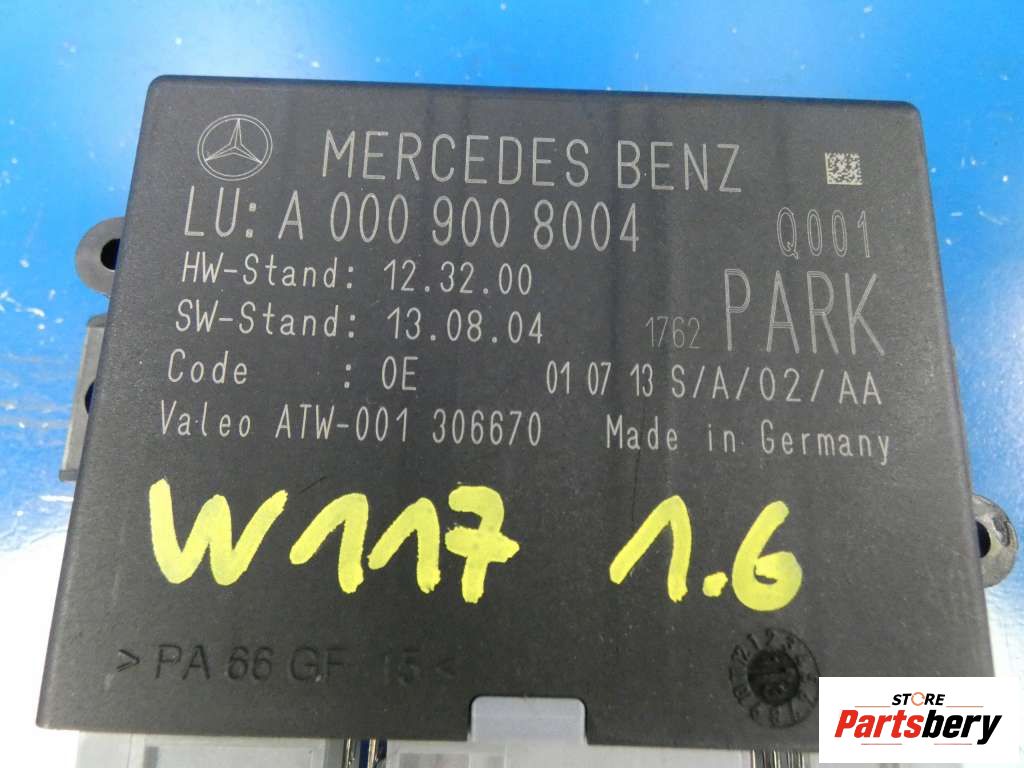 MERCEDES BENZ
LU: A 000 900 8004
Q001
HW-Stand: 12.32.00
SW-Stand: 13.08.04
1762 PARK
Code : 0E 01 07 13 S/A/02/AA
Valeo ATW-001 306670 Made in Germany
W117 1.6
> PA 66 GF 15 <
STORE
Partsbery